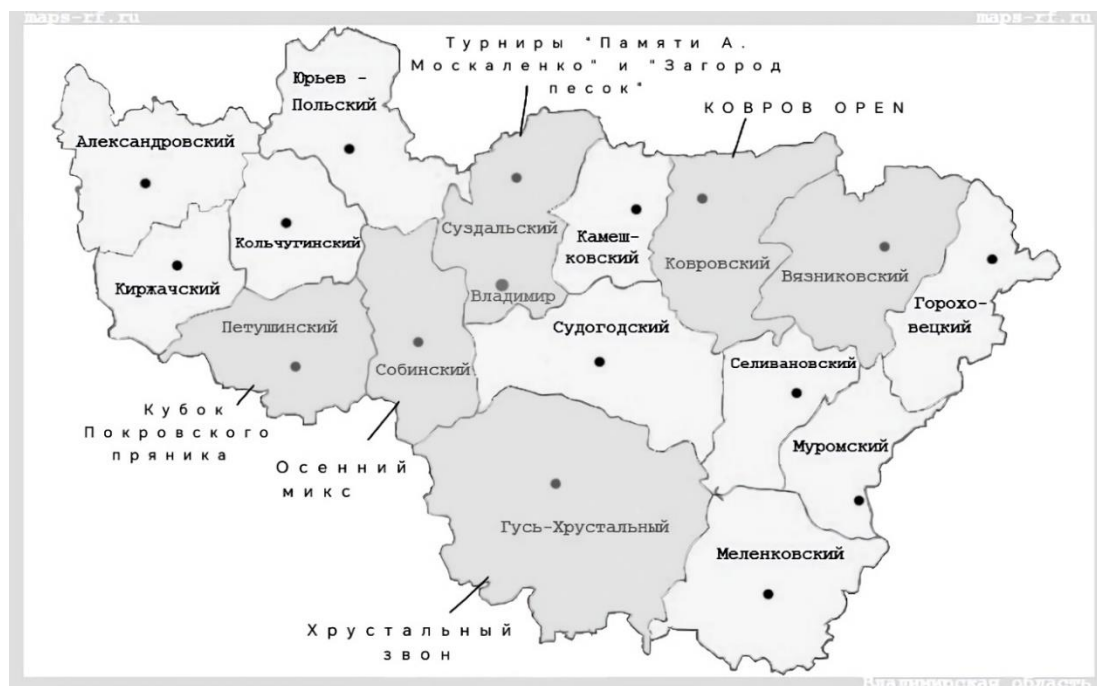 maps-rf.ru
maps-rf.ru
Турниры "Памяти А.
Москаленко" и "Загород
песок"
КОВРОВ OPEN
Юрьев -
Польский
Александровский
Суздальский
Камеш-
ковский
Кольчугинский
Ковровский
Вязниковский
Киржачский
Владимир
Горохо-
вецкий
Петушинский
Судогодский
Собинский
Селивановский
Кубок
Покровского
пряника
Осенний
микс
Муромский
Гусь-Хрустальный
Меленковский
Хрустальный
звон
Владимирская область